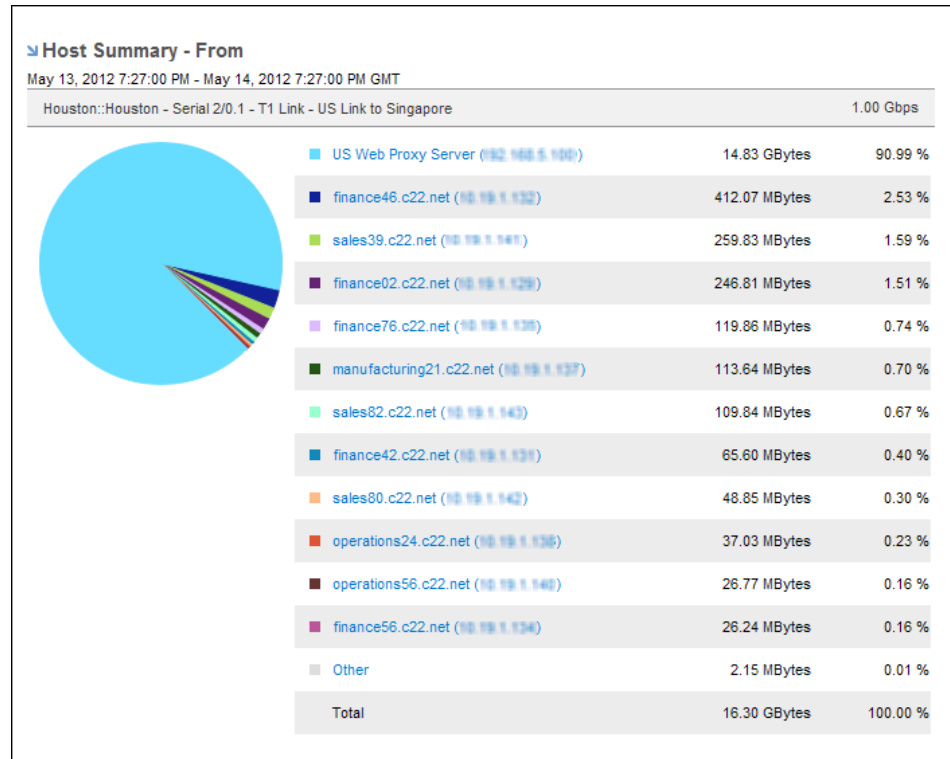 Host Summary - From
May 13, 2012 7:27:00 PM - May 14, 2012 7:27:00 PM GMT
Houston::Houston - Serial 2/0.1 - T1 Link - US Link to Singapore 1.00 Gbps
US Web Proxy Server ( ) 14.83 GBytes 90.99 %
finance46.c22.net ( ) 412.07 MBytes 2.53 %
sales39.c22.net ( ) 259.83 MBytes 1.59 %
finance02.c22.net ( ) 246.81 MBytes 1.51 %
finance76.c22.net ( ) 119.86 MBytes 0.74 %
manufacturing21.c22.net ( ) 113.64 MBytes 0.70 %
sales82.c22.net ( ) 109.84 MBytes 0.67 %
finance42.c22.net ( ) 65.60 MBytes 0.40 %
sales80.c22.net ( ) 48.85 MBytes 0.30 %
operations24.c22.net ( ) 37.03 MBytes 0.23 %
operations56.c22.net ( ) 26.77 MBytes 0.16 %
finance56.c22.net ( ) 26.24 MBytes 0.16 %
Other 2.15 MBytes 0.01 %
Total 16.30 GBytes 100.00 %